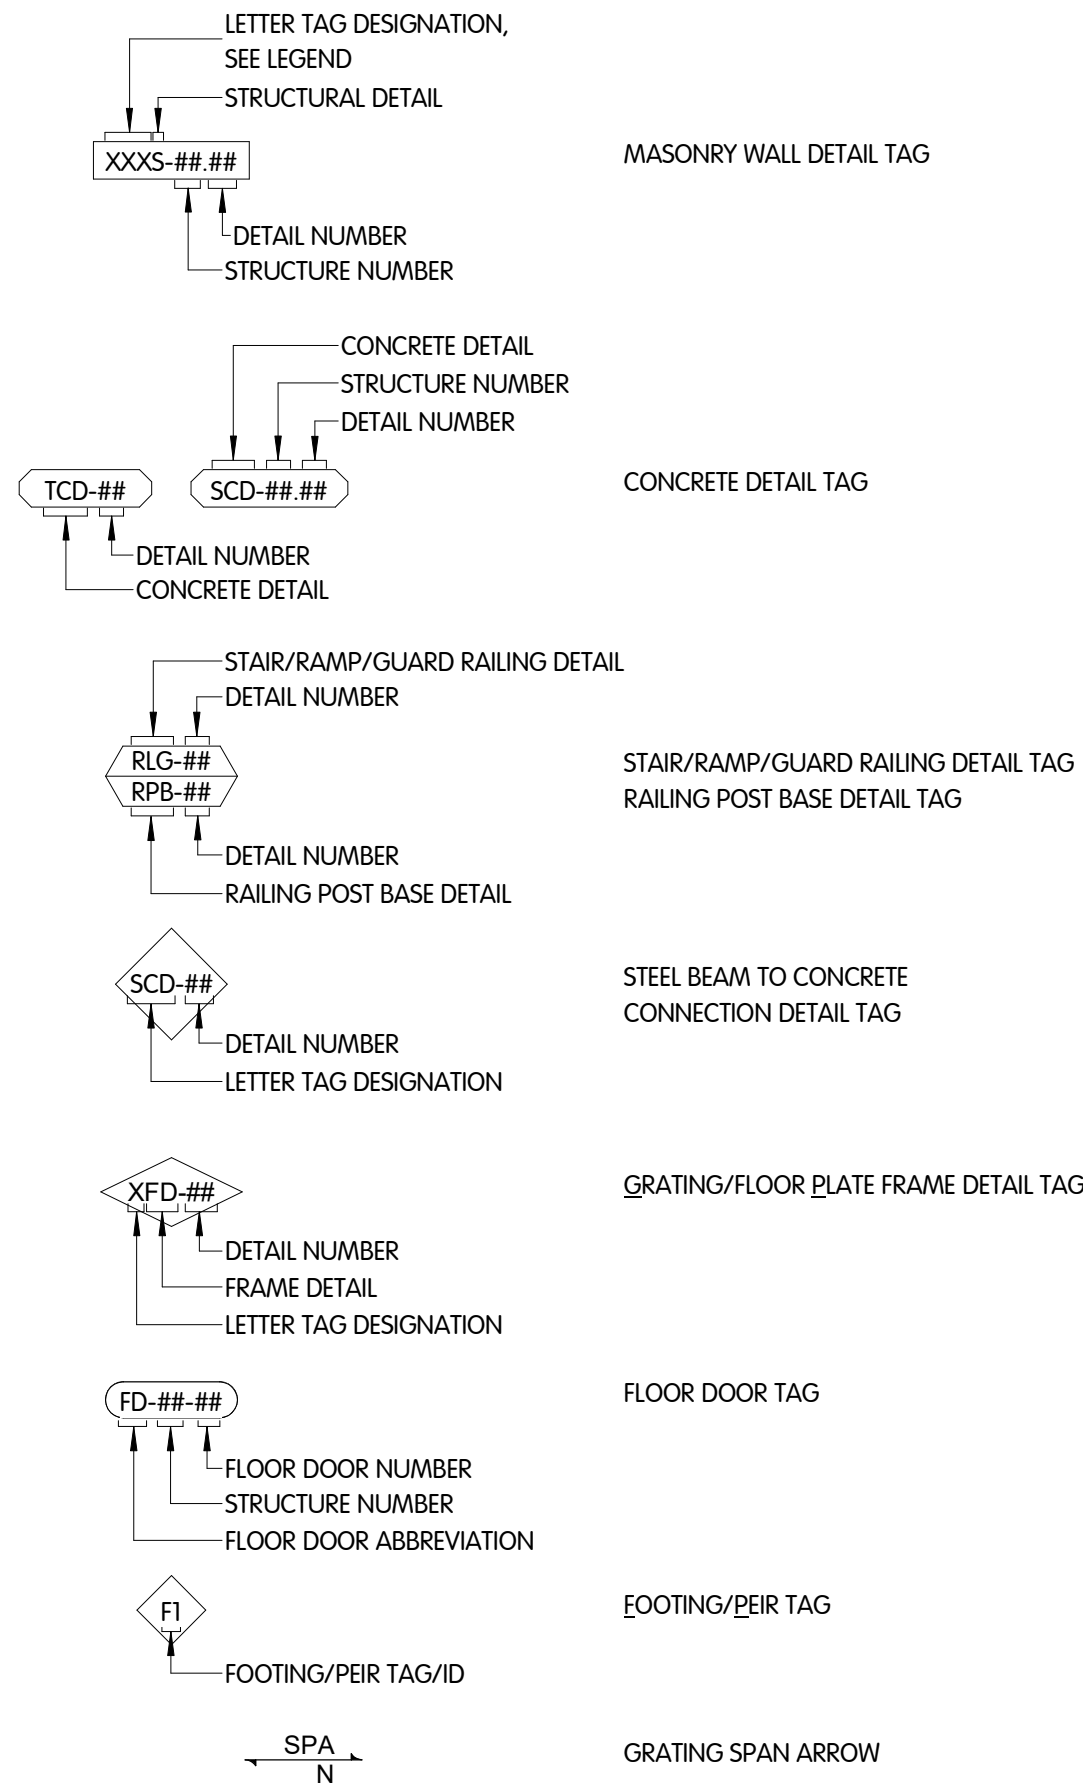 LETTER TAG DESIGNATION,
SEE LEGEND
STRUCTURAL DETAIL
XXXS-##.##
MASONRY WALL DETAIL TAG
DETAIL NUMBER
STRUCTURE NUMBER
CONCRETE DETAIL
STRUCTURE NUMBER
DETAIL NUMBER
TCD-##
SCD-##.##
CONCRETE DETAIL TAG
DETAIL NUMBER
CONCRETE DETAIL
STAIR/RAMP/GUARD RAILING DETAIL
DETAIL NUMBER
RLG-##
RPB-##
STAIR/RAMP/GUARD RAILING DETAIL TAG
RAILING POST BASE DETAIL TAG
DETAIL NUMBER
RAILING POST BASE DETAIL
SCD-##
STEEL BEAM TO CONCRETE
CONNECTION DETAIL TAG
DETAIL NUMBER
LETTER TAG DESIGNATION
XFD-##
GRATING/FLOOR PLATE FRAME DETAIL TAG
DETAIL NUMBER
FRAME DETAIL
LETTER TAG DESIGNATION
FD-##-##
FLOOR DOOR TAG
FLOOR DOOR NUMBER
STRUCTURE NUMBER
FLOOR DOOR ABBREVIATION
F1
FOOTING/PEIR TAG
FOOTING/PEIR TAG/ID
SPA
N
GRATING SPAN ARROW